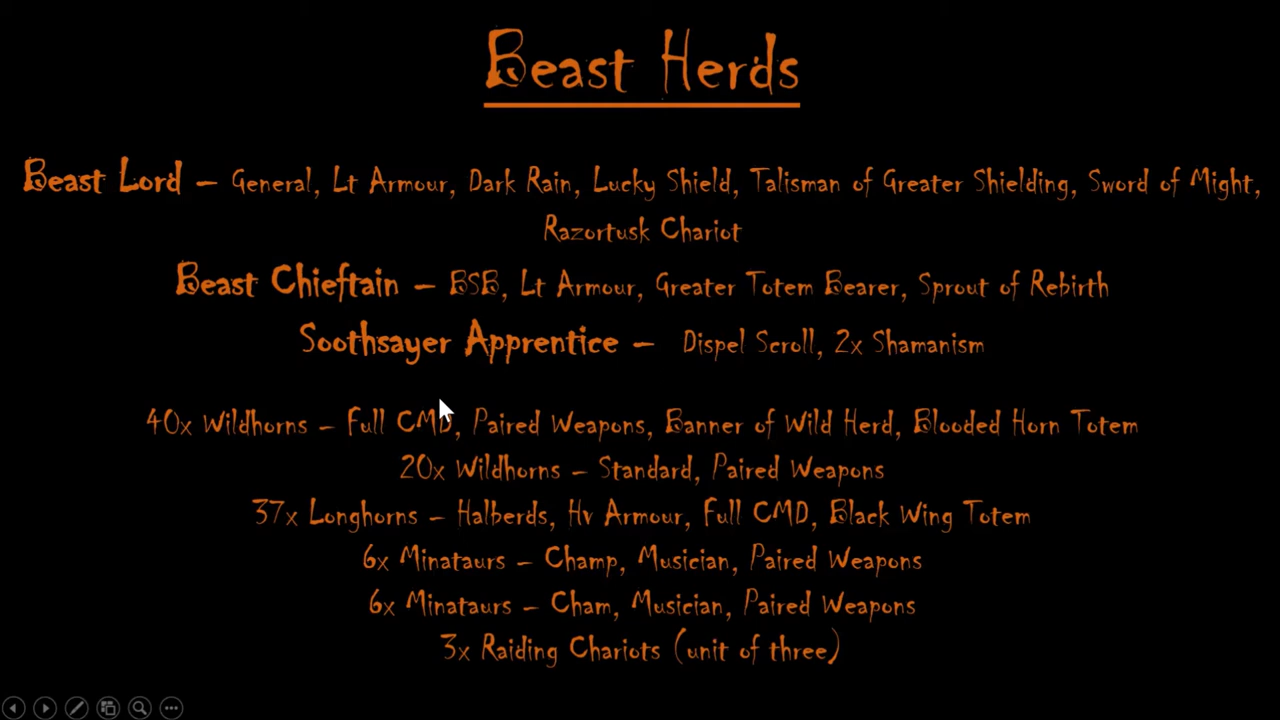 Beast Herds
Beast Lord – General, Lt Armour, Dark Rain, Lucky Shield, Talisman of Greater Shielding, Sword of Might,
Razortusk Chariot
Beast Chieftain – BSB, Lt Armour, Greater Totem Bearer, Sprout of Rebirth
Soothsayer Apprentice – Dispel Scroll, 2x Shamanism
40x Wildhorns – Full CMD, Paired Weapons, Banner of Wild Herd, Blooded Horn Totem
20x Wildhorns – Standard, Paired Weapons
37x Longhorns – Halberds, Hv Armour, Full CMD, Black Wing Totem
6x Minataurs – Champ, Musician, Paired Weapons
6x Minataurs – Cham, Musician, Paired Weapons
3x Raiding Chariots (unit of three)